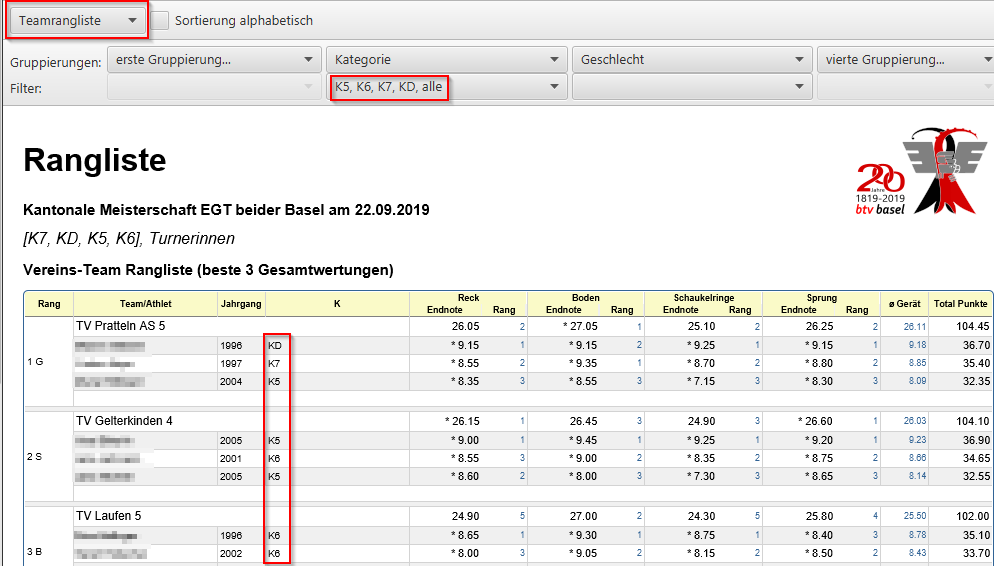 Teamrangliste Sortierung alphabetisch
Gruppierungen: erste Gruppierung... Kategorie Geschlecht vierte Gruppierung...
Filter: K5, K6, K7, KD, alle
Rangliste
220 Jahre
1819-2019
btv basel
Kantonale Meisterschaft EGT beider Basel am 22.09.2019
[K7, KD, K5, K6], Turnerinnen
Vereins-Team Rangliste (beste 3 Gesamtwertungen)
Rang Team/Athlet Jahrgang K Reck Boden Schaukelringe Sprung ø Gerät Total Punkte
Endnote Rang Endnote Rang Endnote Rang Endnote Rang
TV Pratteln AS 5 26.05 2 * 27.05 1 25.10 2 26.25 2 26.11 104.45
1996 KD * 9.15 1 * 9.15 2 * 9.25 1 * 9.15 1 9.18 36.70
1 G 1997 K7 * 8.55 2 * 9.35 1 * 8.70 2 * 8.80 2 8.85 35.40
2004 K5 * 8.35 3 * 8.55 3 * 7.15 3 * 8.30 3 8.09 32.35
TV Gelterkinden 4 * 26.15 1 26.45 3 24.90 3 * 26.60 1 26.03 104.10
2005 K5 * 9.00 1 * 9.45 1 * 9.25 1 * 9.20 1 9.23 36.90
2 S 2001 K6 * 8.55 3 * 9.00 2 * 8.35 2 * 8.75 2 8.66 34.65
2005 K5 * 8.60 2 * 8.00 3 * 7.30 3 * 8.65 3 8.14 32.55
TV Laufen 5 24.90 5 27.00 2 24.30 5 25.80 4 25.50 102.00
1996 K6 * 8.65 1 * 9.30 1 * 8.75 1 * 8.40 3 8.78 35.10
3 B 2002 K6 * 8.00 3 * 9.05 2 * 8.15 2 * 8.50 2 8.43 33.70